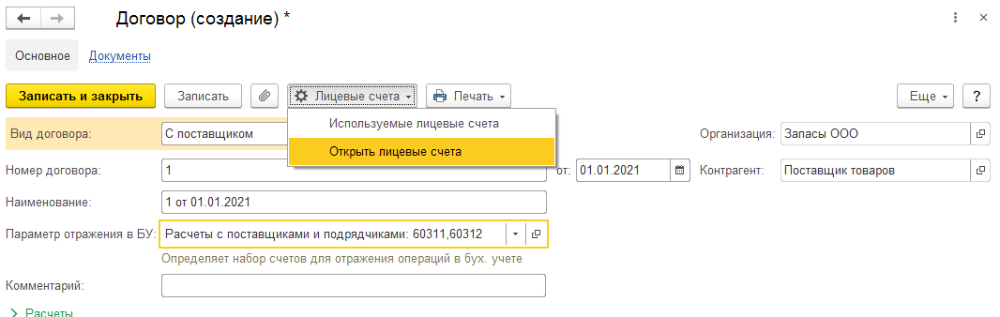 Договор (создание) *
Основное Документы
Записать и закрыть Записать Лицевые счета Печать Еще ?
Используемые лицевые счета
Открыть лицевые счета
Вид договора: С поставщиком Организация: Запасы ООО
Номер договора: 1 от: 01.01.2021 Контрагент: Поставщик товаров
Наименование: 1 от 01.01.2021
Параметр отражения в БУ: Расчеты с поставщиками и подрядчиками: 60311,60312
Определяет набор счетов для отражения операций в бух. учете
Комментарий:
Расчеты